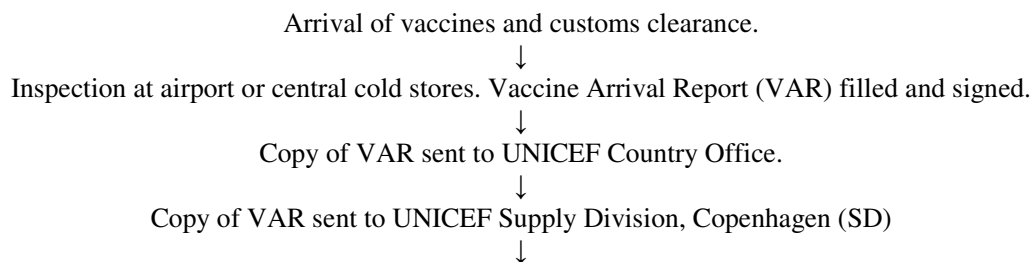 Arrival of vaccines and customs clearance.
↓
Inspection at airport or central cold stores. Vaccine Arrival Report (VAR) filled and signed.
↓
Copy of VAR sent to UNICEF Country Office.
↓
Copy of VAR sent to UNICEF Supply Division, Copenhagen (SD)
↓